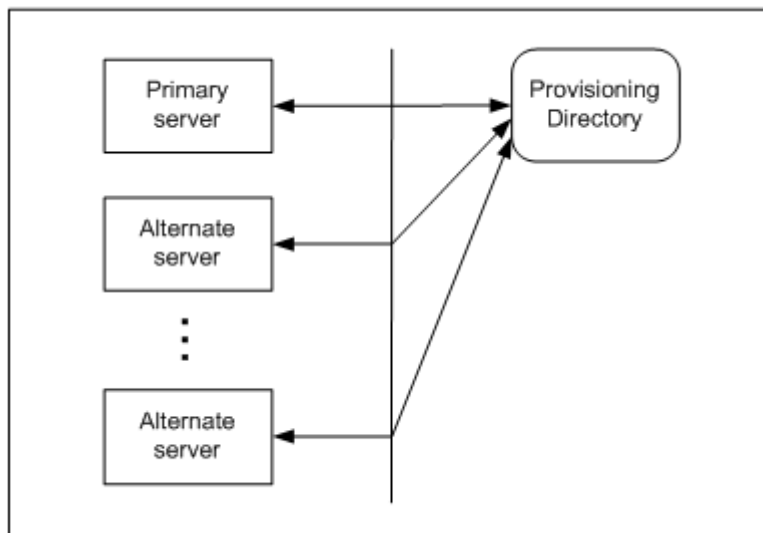 Primary
server
Provisioning
Directory
Alternate
server
Alternate
server